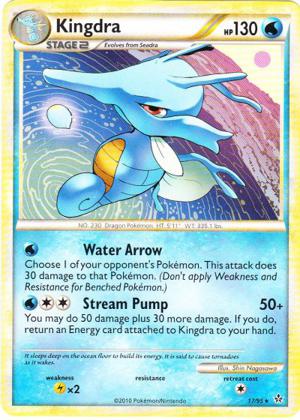 Kingdra
HP 130
STAGE 2
Evolves from Seadra
NO. 230 Dragon Pokémon HT: 5'11" WT: 335.1 lbs.
Water Arrow
Choose 1 of your opponent's Pokémon. This attack does
30 damage to that Pokémon. (Don't apply Weakness and
Resistance for Benched Pokémon.)
Stream Pump 50+
You may do 50 damage plus 30 more damage. If you do,
return an Energy card attached to Kingdra to your hand.
It sleeps deep on the ocean floor to build its energy. It is said to cause tornadoes
as it wakes.
Illus. Shin Nagasawa
weakness
resistance
retreat cost
×2
©2010 Pokémon/Nintendo
17/95 ★